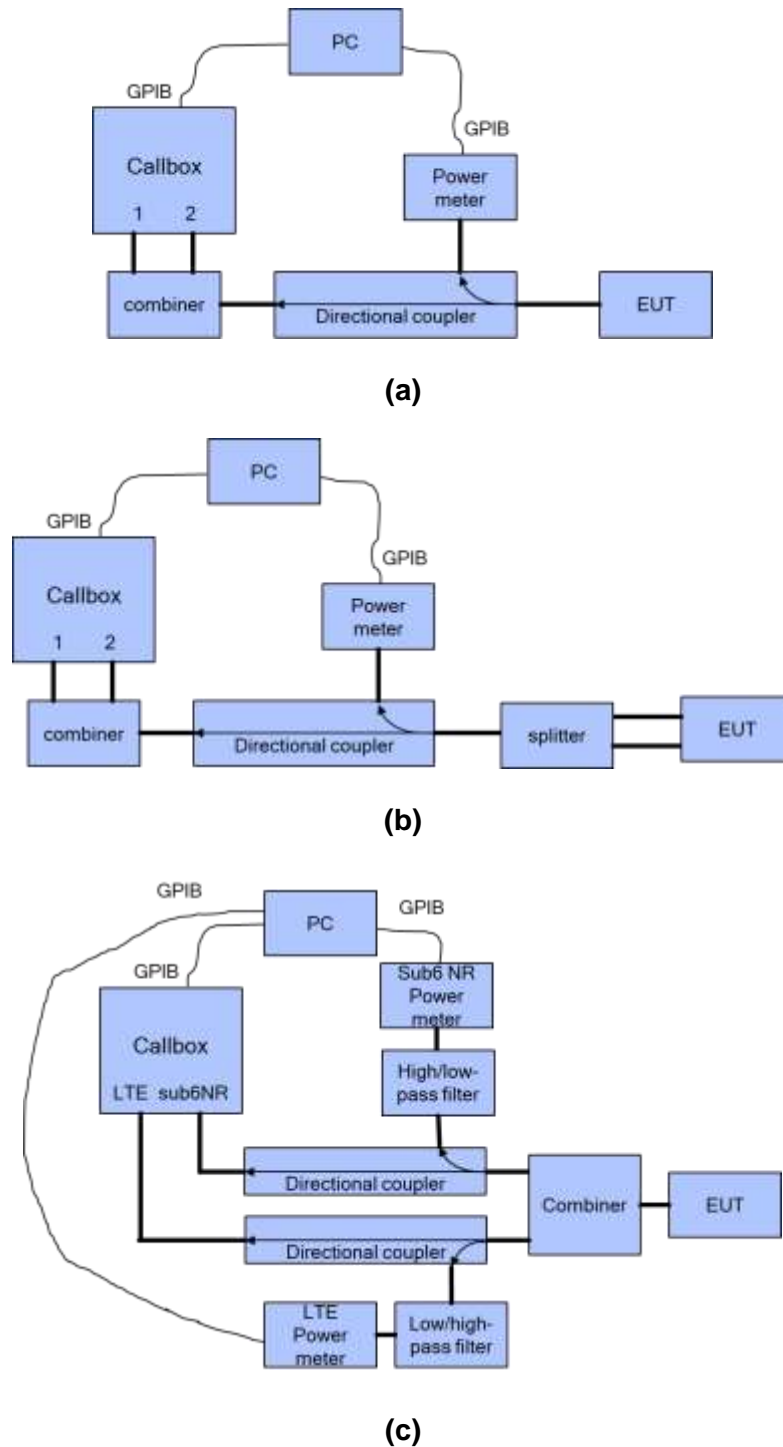 PC
GPIB
GPIB
Callbox
1 2
Power
meter
combiner
Directional coupler
EUT
(a)
PC
GPIB
GPIB
Callbox
1 2
Power
meter
combiner
Directional coupler
splitter
EUT
(b)
GPIB
PC
GPIB
GPIB
Sub6 NR
Power
meter
Callbox
LTE sub6NR
High/low-
pass filter
Directional coupler
Combiner
EUT
Directional coupler
LTE
Power
meter
Low/high-
pass filter
(c)